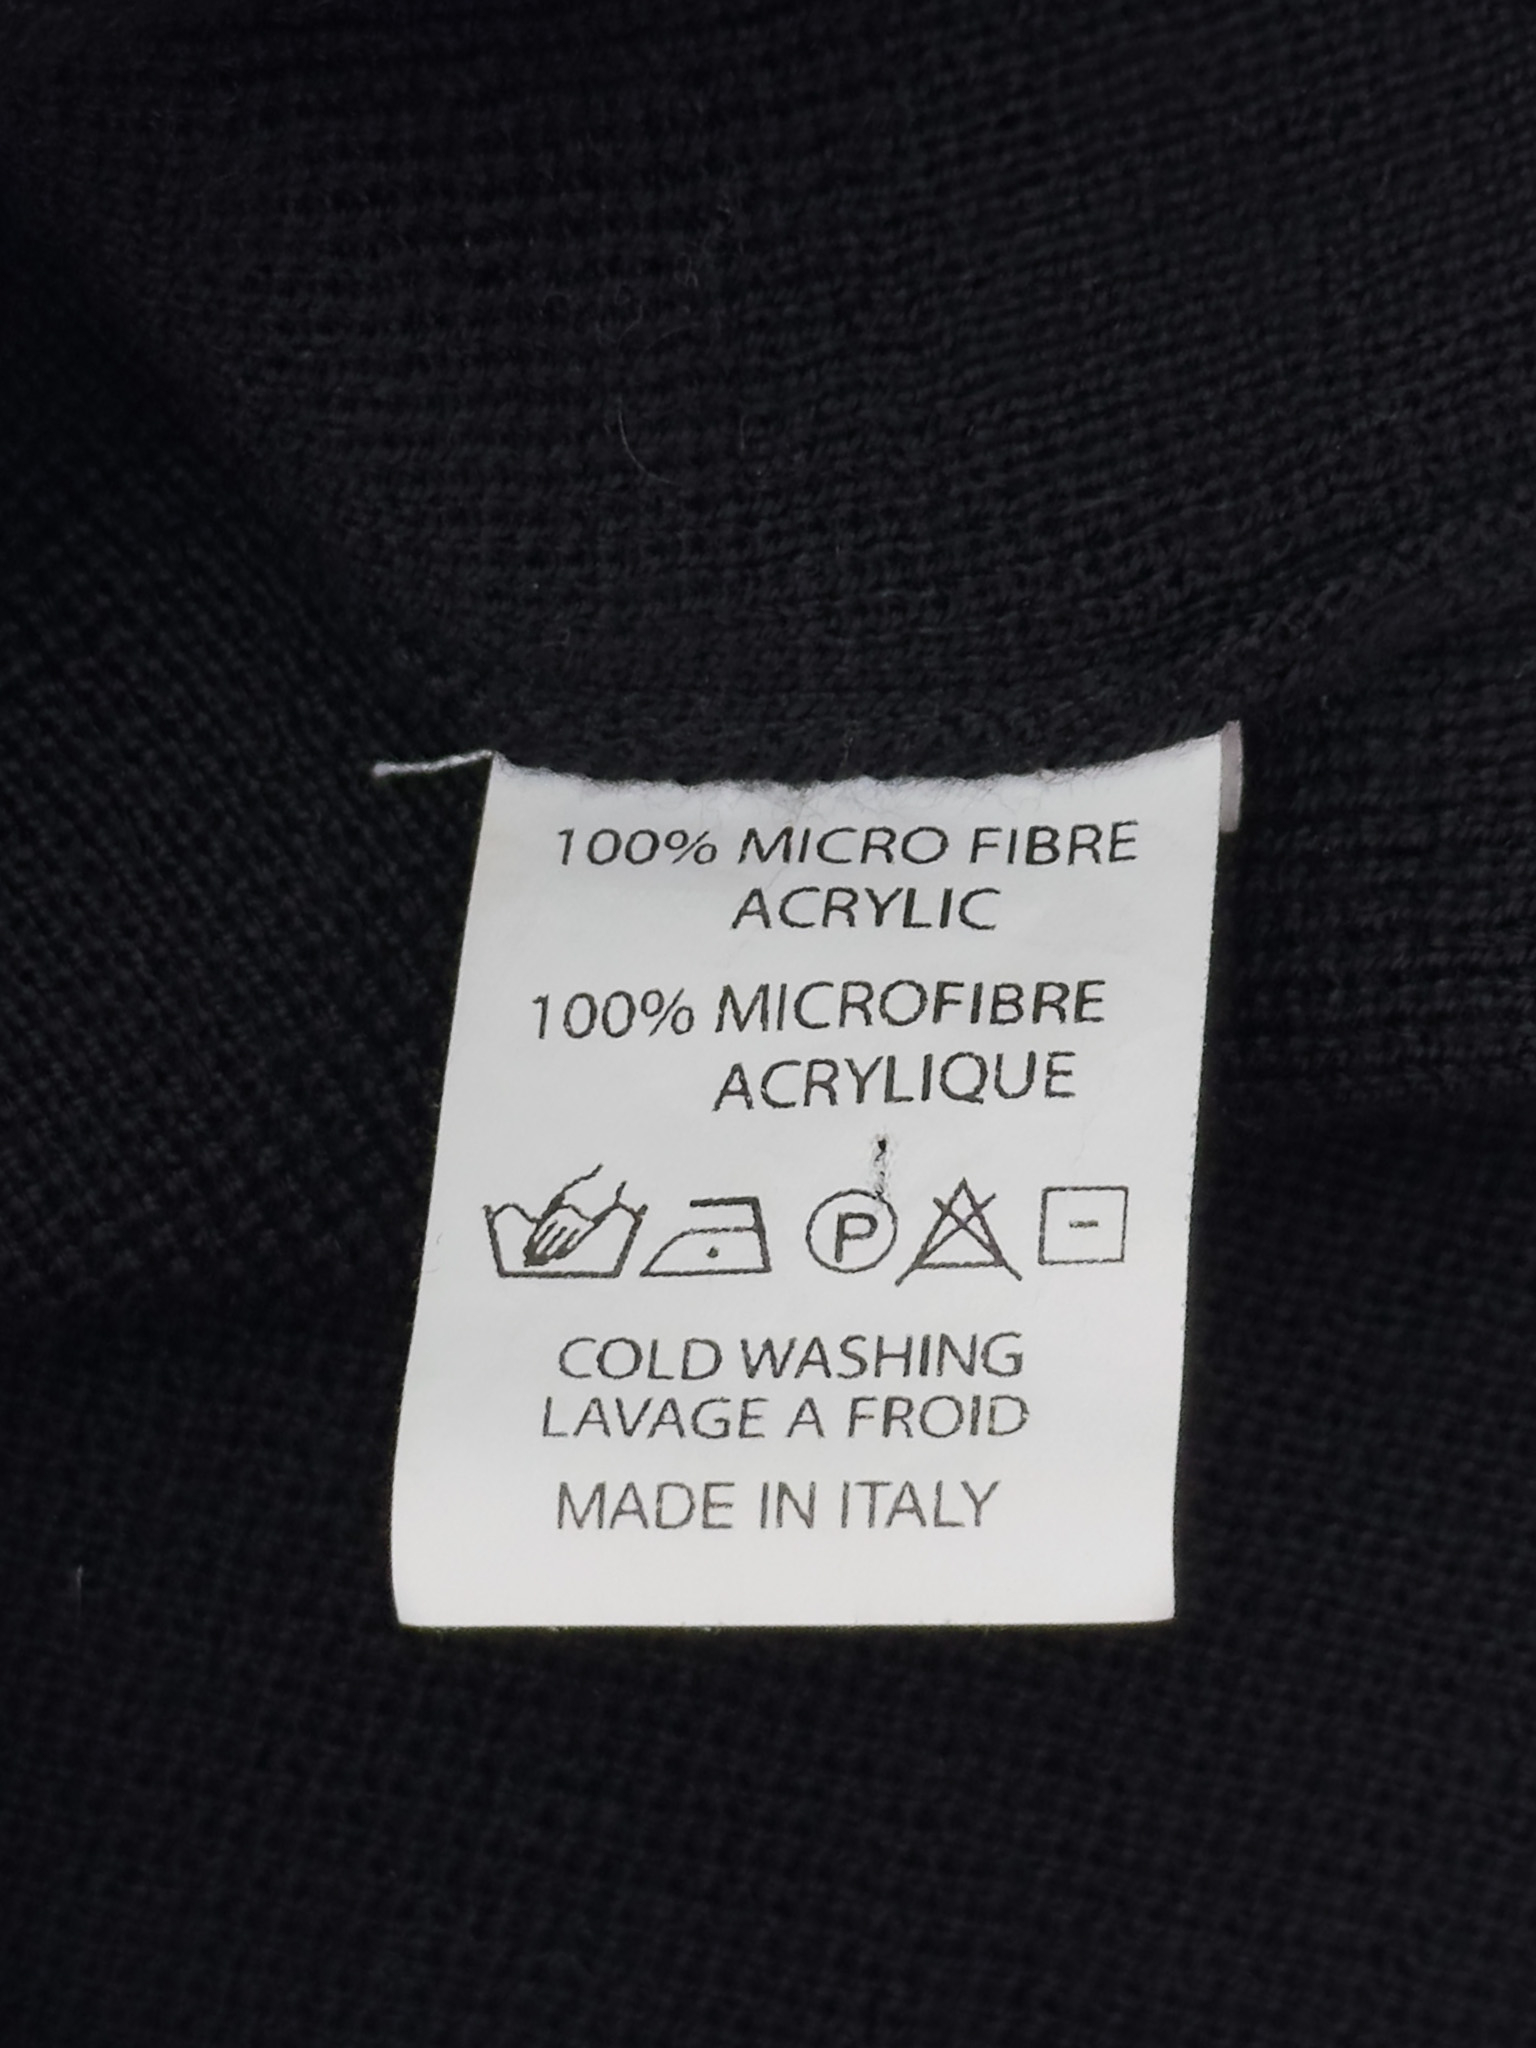 100% MICRO FIBRE
ACRYLIC
100% MICROFIBRE
ACRYLIQUE
P
COLD WASHING
LAVAGE A FROID
MADE IN ITALY